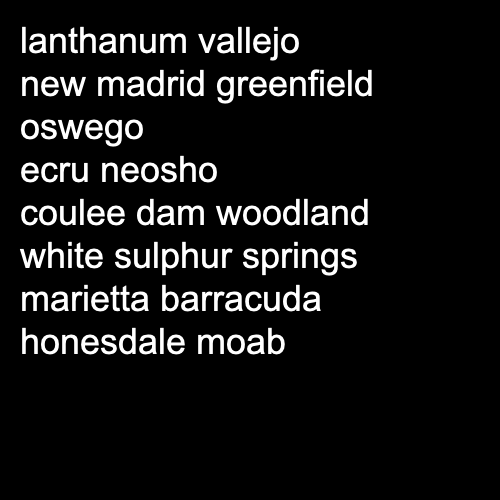 lanthanum vallejo
new madrid greenfield
oswego
ecru neosho
coulee dam woodland
white sulphur springs
marietta barracuda
honesdale moab